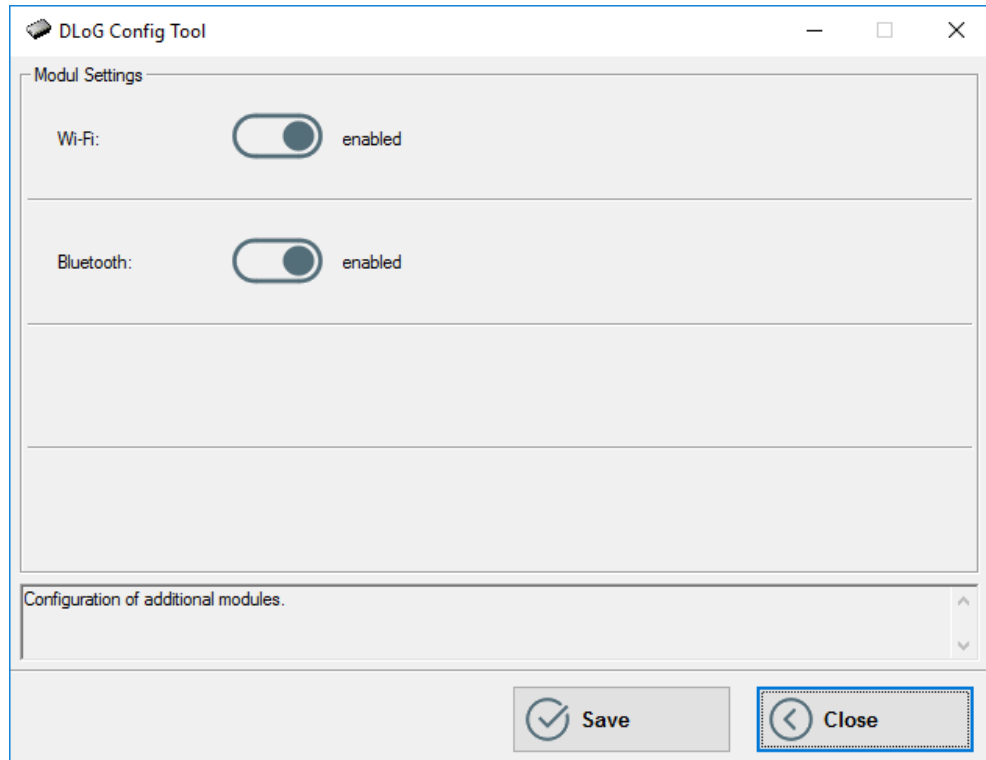 DLoG Config Tool
Modul Settings
Wi-Fi: enabled
Bluetooth: enabled
Configuration of additional modules.
Save Close